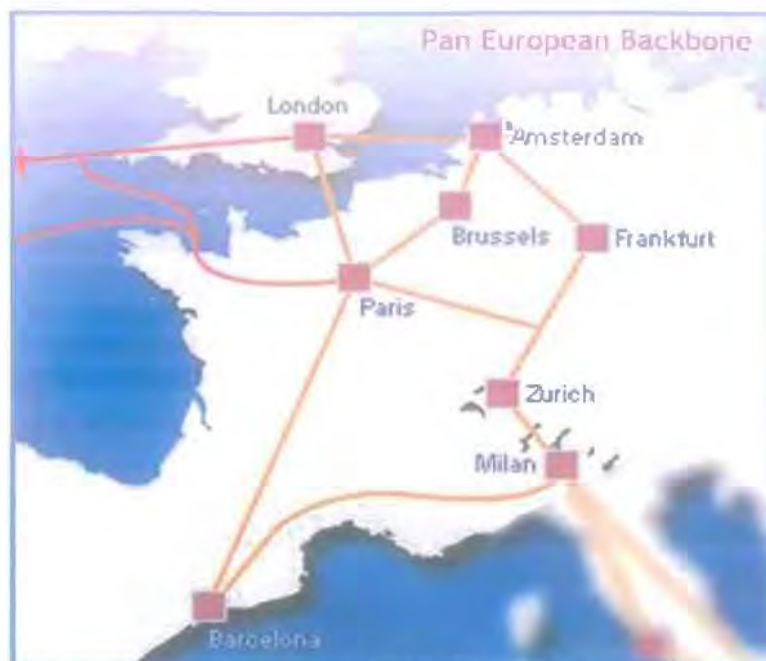 Pan European Backbone
London
Amsterdam
Brussels
Frankfurt
Paris
Zurich
Milan
Barcelona